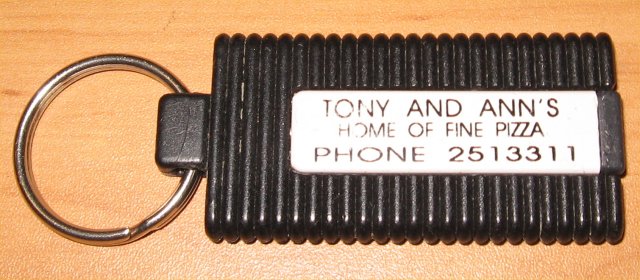 TONY AND ANN'S
HOME OF FINE PIZZA
PHONE 2513311